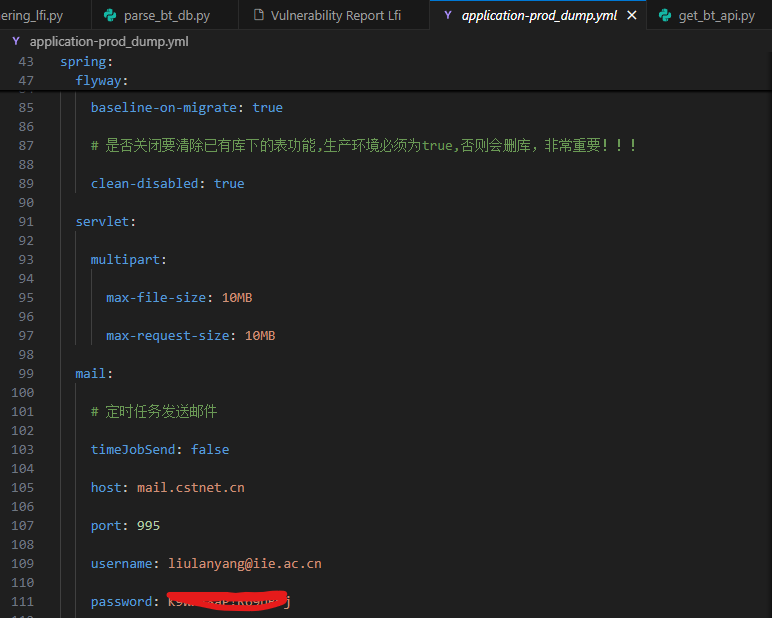 ering_lfi.py parse_bt_db.py Vulnerability Report Lfi Y application-prod_dump.yml × get_bt_api.py
Y application-prod_dump.yml
43 spring:
47 flyway:
85 baseline-on-migrate: true
86
87 # 是否关闭要清除已有库下的表功能,生产环境必须为true,否则会删库，非常重要！！！
88
89 clean-disabled: true
90
91 servlet:
92
93 multipart:
94
95 max-file-size: 10MB
96
97 max-request-size: 10MB
98
99 mail:
100
101 # 定时任务发送邮件
102
103 timeJobSend: false
104
105 host: mail.cstnet.cn
106
107 port: 995
108
109 username: liulanyang@iie.ac.cn
110
111 password: